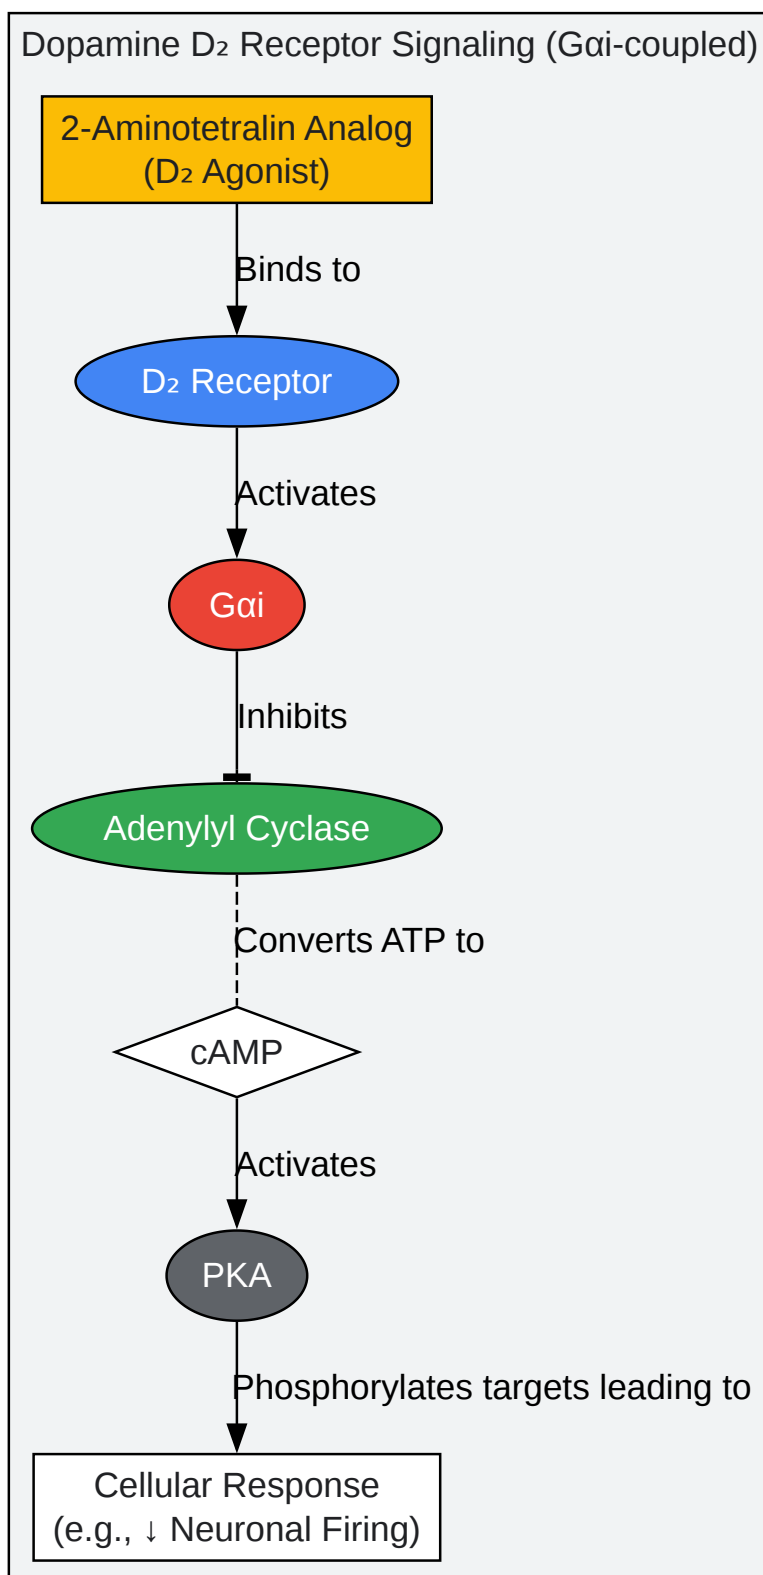 Dopamine D₂ Receptor Signaling (Gαi-coupled)
2-Aminotetralin Analog
(D₂ Agonist)
Binds to
D₂ Receptor
Activates
Gαi
Inhibits
Adenylyl Cyclase
Converts ATP to
cAMP
Activates
PKA
Phosphorylates targets leading to
Cellular Response
(e.g., ↓ Neuronal Firing)